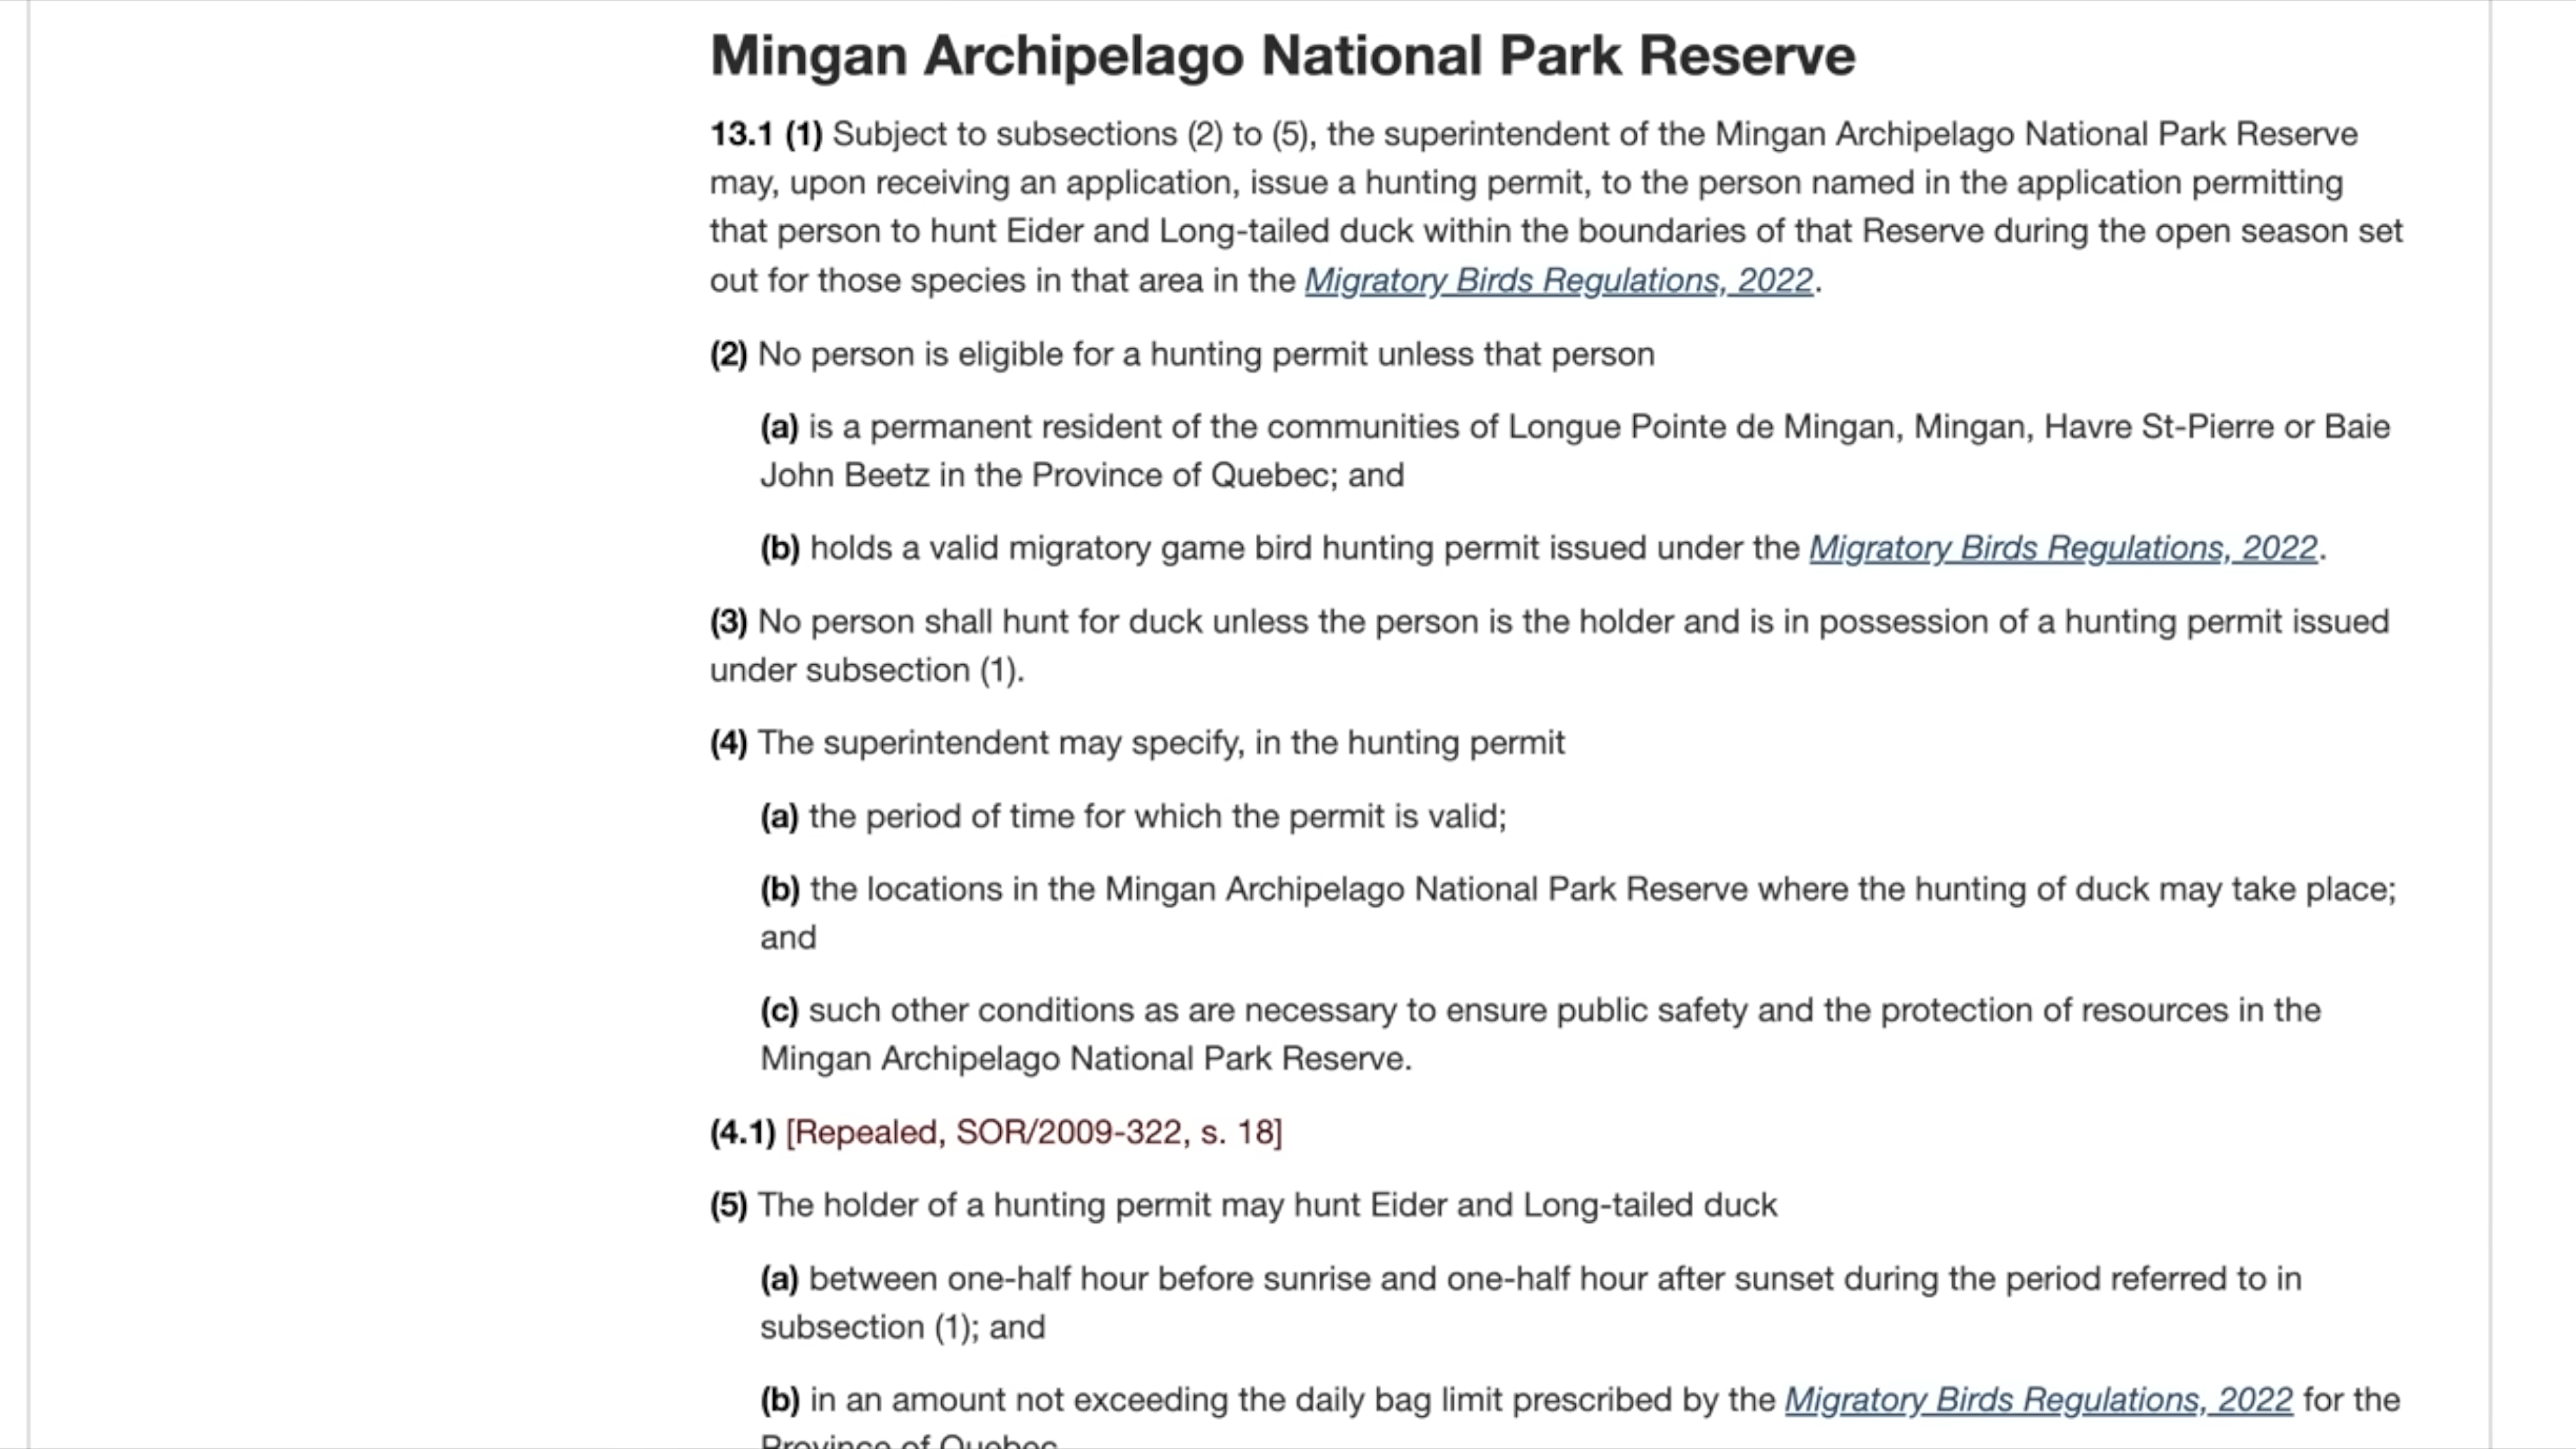 Mingan Archipelago National Park Reserve
13.1 (1) Subject to subsections (2) to (5), the superintendent of the Mingan Archipelago National Park Reserve
may, upon receiving an application, issue a hunting permit, to the person named in the application permitting
that person to hunt Eider and Long-tailed duck within the boundaries of that Reserve during the open season set
out for those species in that area in the Migratory Birds Regulations, 2022.
(2) No person is eligible for a hunting permit unless that person
(a) is a permanent resident of the communities of Longue Pointe de Mingan, Mingan, Havre St-Pierre or Baie
John Beetz in the Province of Quebec; and
(b) holds a valid migratory game bird hunting permit issued under the Migratory Birds Regulations, 2022.
(3) No person shall hunt for duck unless the person is the holder and is in possession of a hunting permit issued
under subsection (1).
(4) The superintendent may specify, in the hunting permit
(a) the period of time for which the permit is valid;
(b) the locations in the Mingan Archipelago National Park Reserve where the hunting of duck may take place;
and
(c) such other conditions as are necessary to ensure public safety and the protection of resources in the
Mingan Archipelago National Park Reserve.
(4.1) [Repealed, SOR/2009-322, s. 18]
(5) The holder of a hunting permit may hunt Eider and Long-tailed duck
(a) between one-half hour before sunrise and one-half hour after sunset during the period referred to in
subsection (1); and
(b) in an amount not exceeding the daily bag limit prescribed by the Migratory Birds Regulations, 2022 for the
Province of Quebec